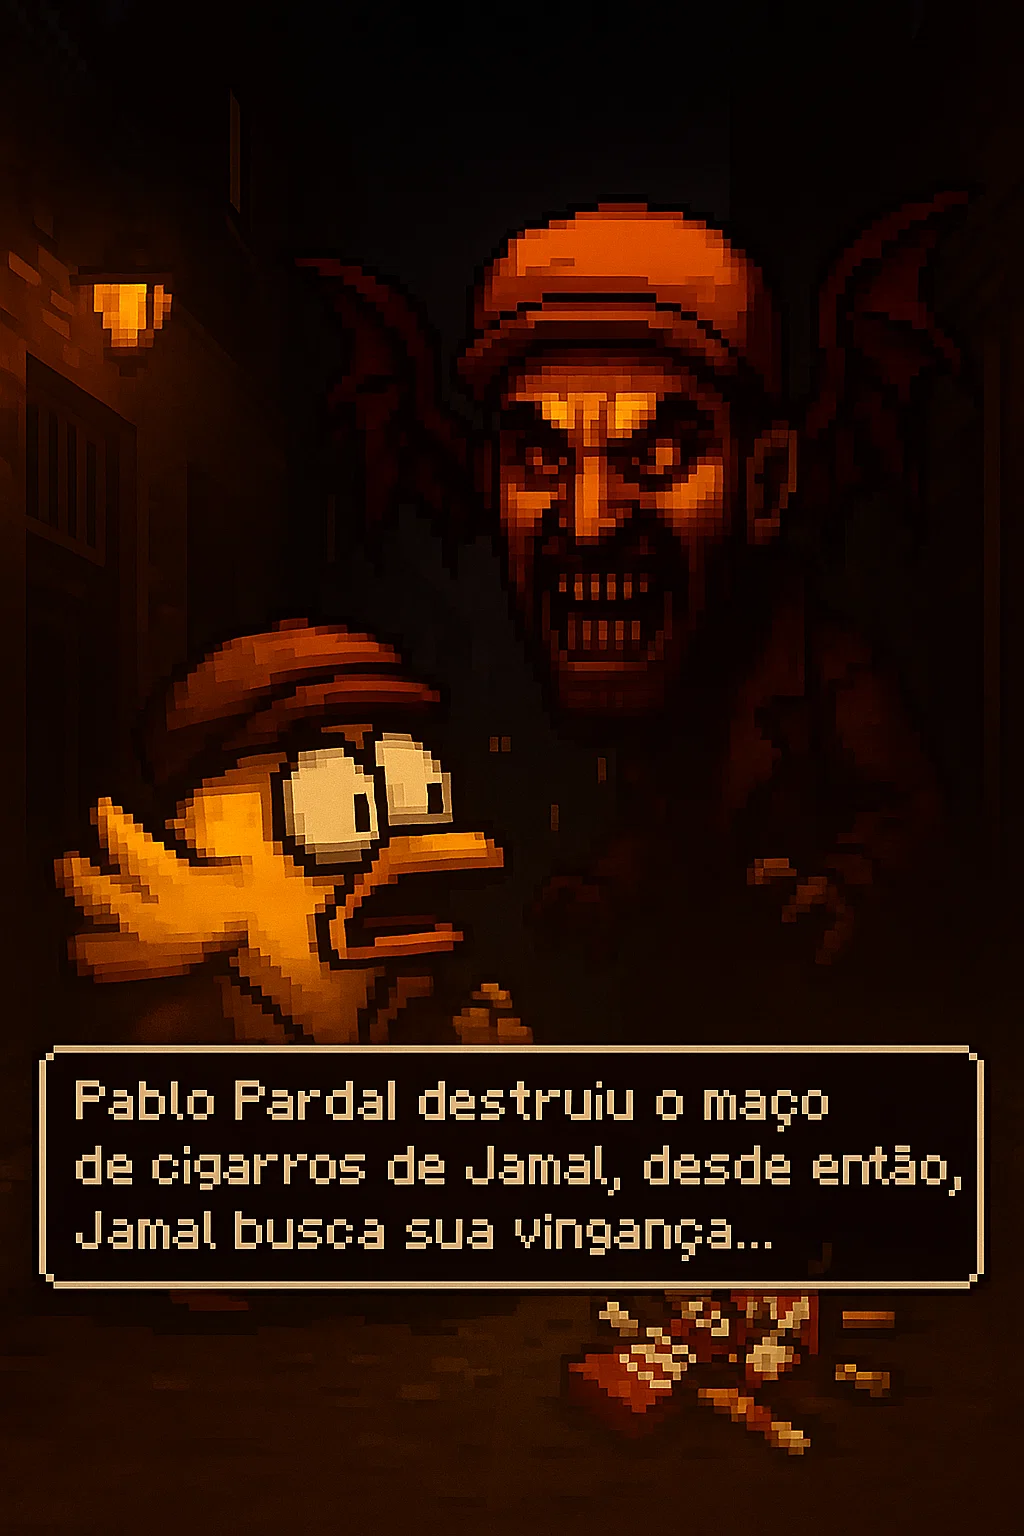 Pablo Pardal destruiu o maço
de cigarros de Jamal, desde então,
Jamal busca sua vingança...